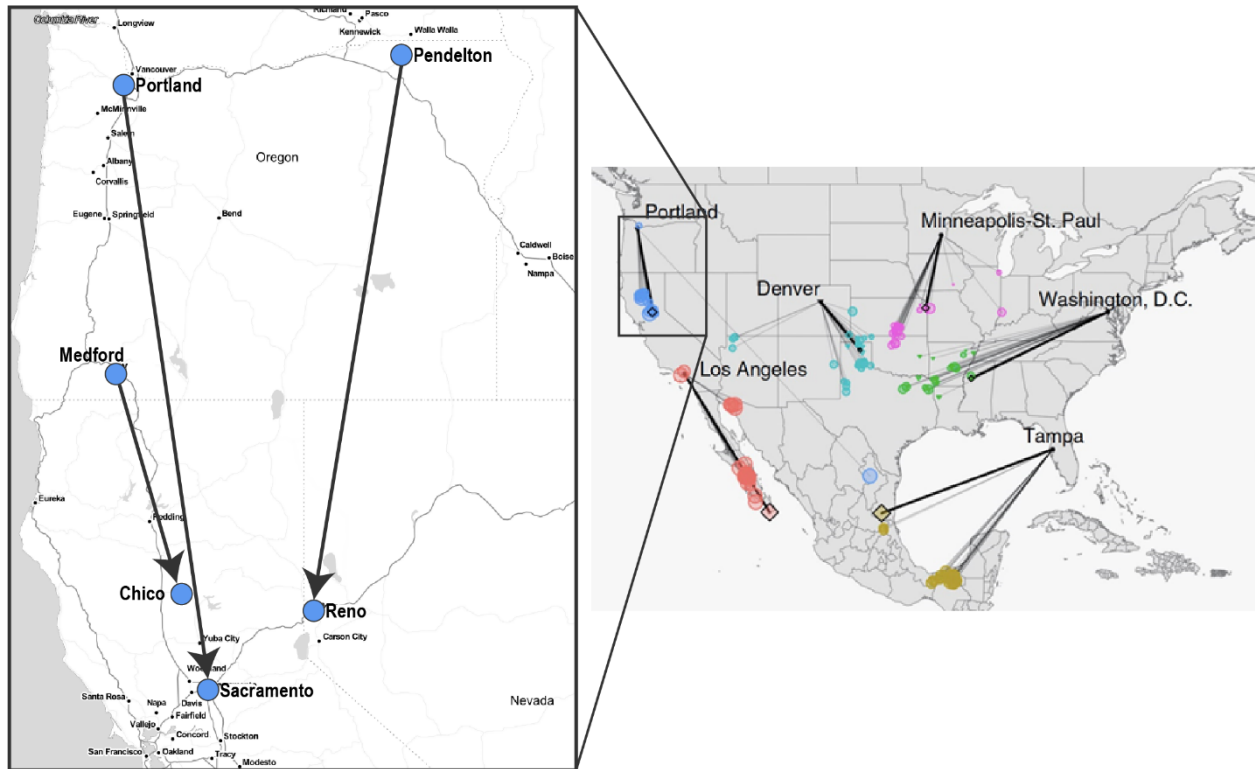 Columbia River
Longview
Richland
Pasco
Kennewick
Walla Walla
Pendelton
Vancouver
Portland
McMinnville
Salem
Oregon
Albany
Corvallis
Eugene
Springfield
Bend
Caldwell
Boise
Nampa
Medford
Eureka
Redding
Chico
Reno
Yuba City
Carson City
Woodland
Sacramento
Davis
Santa Rosa
Napa
Fairfield
Nevada
Vallejo
Concord
Stockton
San Francisco
Oakland
Tracy
Modesto
Portland
Minneapolis-St. Paul
Denver
Washington, D.C.
Los Angeles
Tampa